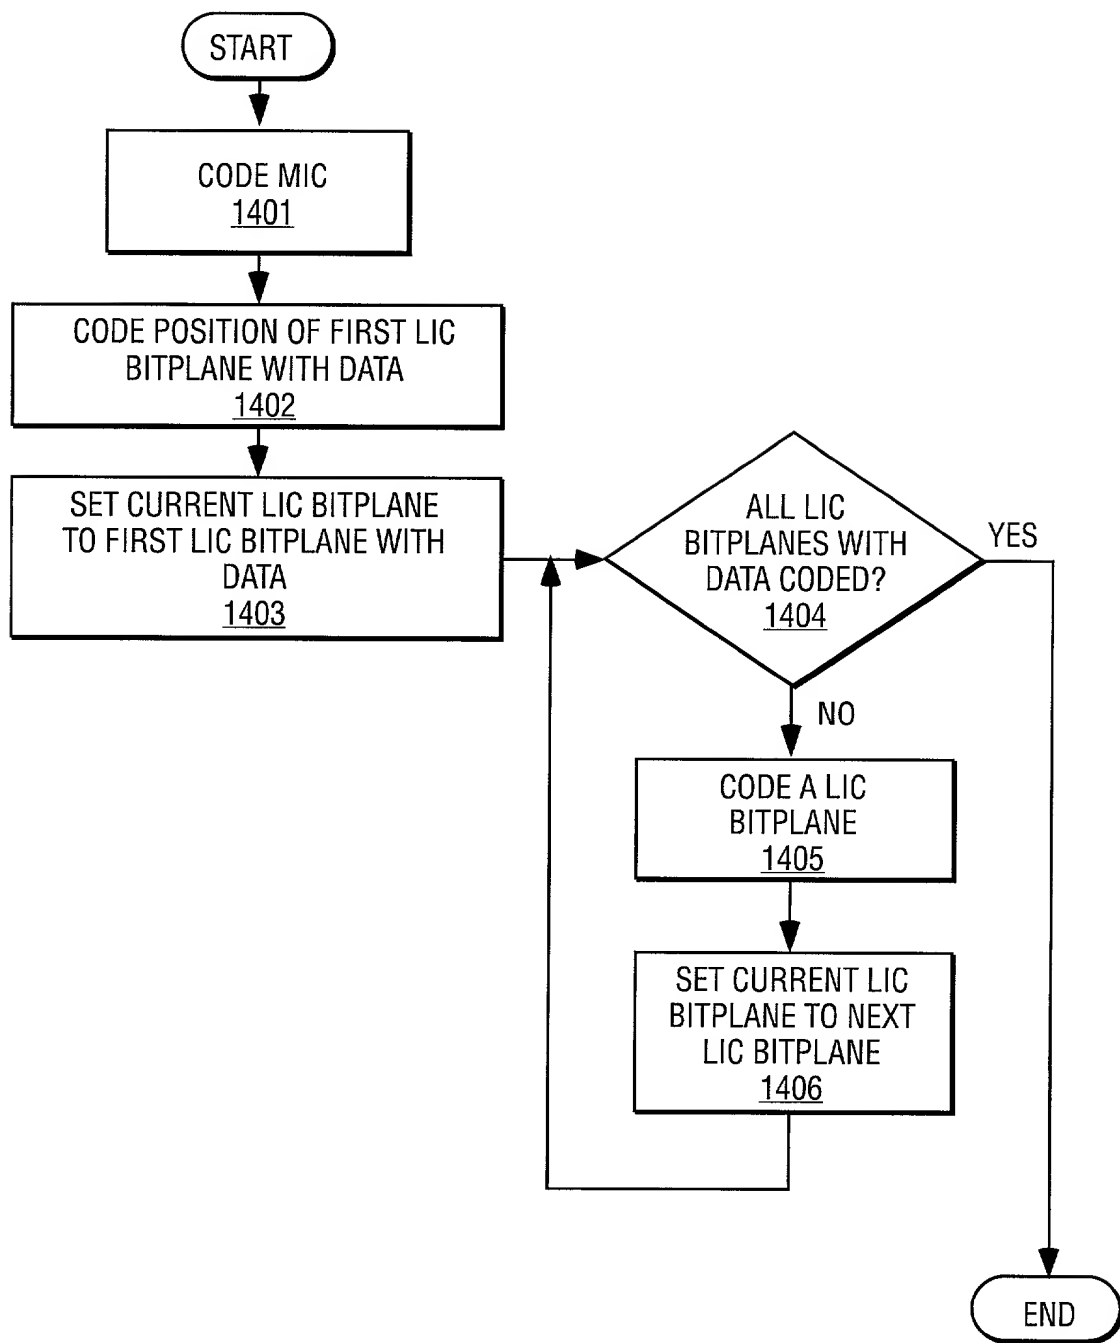 START
CODE MIC
1401
CODE POSITION OF FIRST LIC
BITPLANE WITH DATA
1402
SET CURRENT LIC BITPLANE
TO FIRST LIC BITPLANE WITH
DATA
1403
ALL LIC
BITPLANES WITH
DATA CODED?
1404
YES
NO
CODE A LIC
BITPLANE
1405
SET CURRENT LIC
BITPLANE TO NEXT
LIC BITPLANE
1406
END